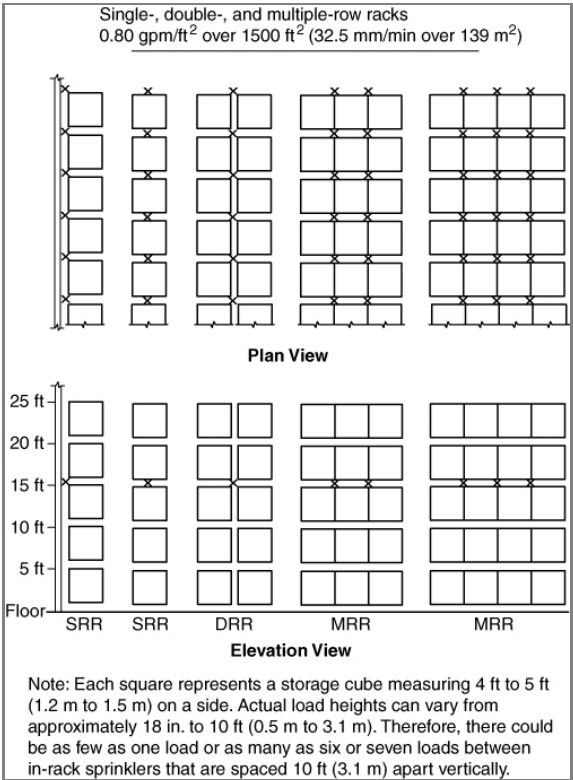 Single-, double-, and multiple-row racks
0.80 gpm/ft² over 1500 ft² (32.5 mm/min over 139 m²)
Plan View
25 ft
20 ft
15 ft
10 ft
5 ft
Floor
SRR SRR DRR MRR MRR
Elevation View
Note: Each square represents a storage cube measuring 4 ft to 5 ft
(1.2 m to 1.5 m) on a side. Actual load heights can vary from
approximately 18 in. to 10 ft (0.5 m to 3.1 m). Therefore, there could
be as few as one load or as many as six or seven loads between
in-rack sprinklers that are spaced 10 ft (3.1 m) apart vertically.